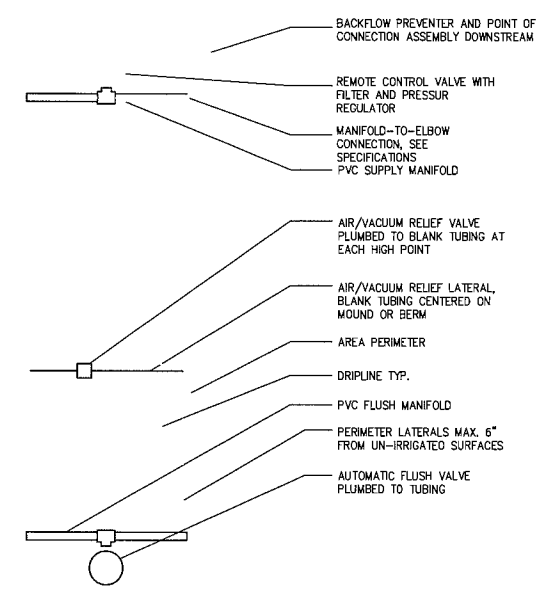 BACKFLOW PREVENTER AND POINT OF
CONNECTION ASSEMBLY DOWNSTREAM
REMOTE CONTROL VALVE WITH
FILTER AND PRESSUR
REGULATOR
MANIFOLD-TO-ELBOW
CONNECTION, SEE
SPECIFICATIONS
PVC SUPPLY MANIFOLD
AIR/VACUUM RELIEF VALVE
PLUMBED TO BLANK TUBING AT
EACH HIGH POINT
AIR/VACUUM RELIEF LATERAL,
BLANK TUBING CENTERED ON
MOUND OR BERM
AREA PERIMETER
DRIPLINE TYP.
PVC FLUSH MANIFOLD
PERIMETER LATERALS MAX. 6"
FROM UN-IRRIGATED SURFACES
AUTOMATIC FLUSH VALVE
PLUMBED TO TUBING